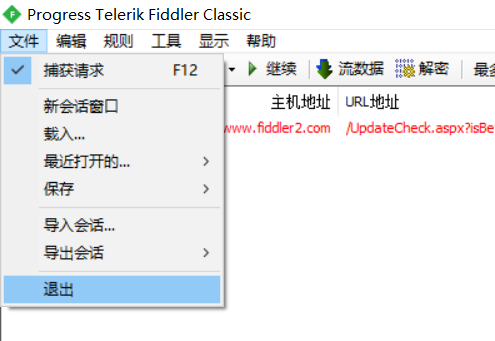 Progress Telerik Fiddler Classic
文件 编辑 规则 工具 显示 帮助
捕获请求 F12 继续 流数据 解密 最多
新会话窗口 主机地址 URL地址
载入... www.fiddler2.com /UpdateCheck.aspx?isBe
最近打开的...
保存
导入会话...
导出会话
退出